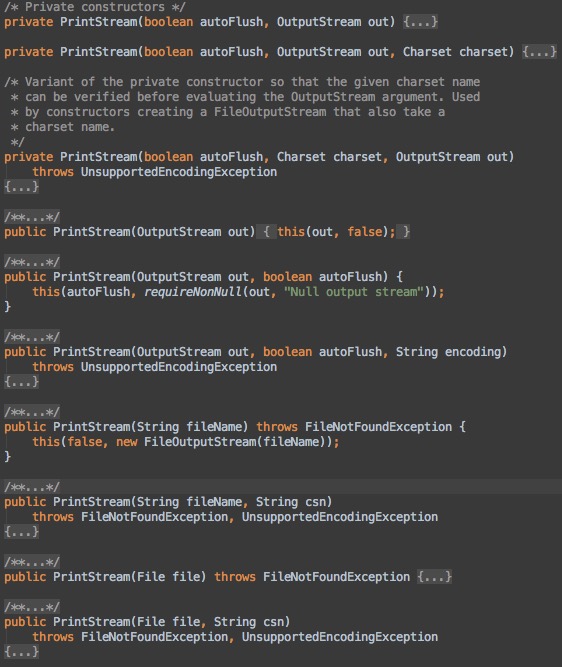 /* Private constructors */
private PrintStream(boolean autoFlush, OutputStream out) {...}
private PrintStream(boolean autoFlush, OutputStream out, Charset charset) {...}
/* Variant of the private constructor so that the given charset name
 * can be verified before evaluating the OutputStream argument. Used
 * by constructors creating a FileOutputStream that also take a
 * charset name.
 */
private PrintStream(boolean autoFlush, Charset charset, OutputStream out)
    throws UnsupportedEncodingException
{...}
/**...*/
public PrintStream(OutputStream out) { this(out, false); }
/**...*/
public PrintStream(OutputStream out, boolean autoFlush) {
    this(autoFlush, requireNonNull(out, "Null output stream"));
}
/**...*/
public PrintStream(OutputStream out, boolean autoFlush, String encoding)
    throws UnsupportedEncodingException
{...}
/**...*/
public PrintStream(String fileName) throws FileNotFoundException {
    this(false, new FileOutputStream(fileName));
}
/**...*/
public PrintStream(String fileName, String csn)
    throws FileNotFoundException, UnsupportedEncodingException
{...}
/**...*/
public PrintStream(File file) throws FileNotFoundException {...}
/**...*/
public PrintStream(File file, String csn)
    throws FileNotFoundException, UnsupportedEncodingException
{...}